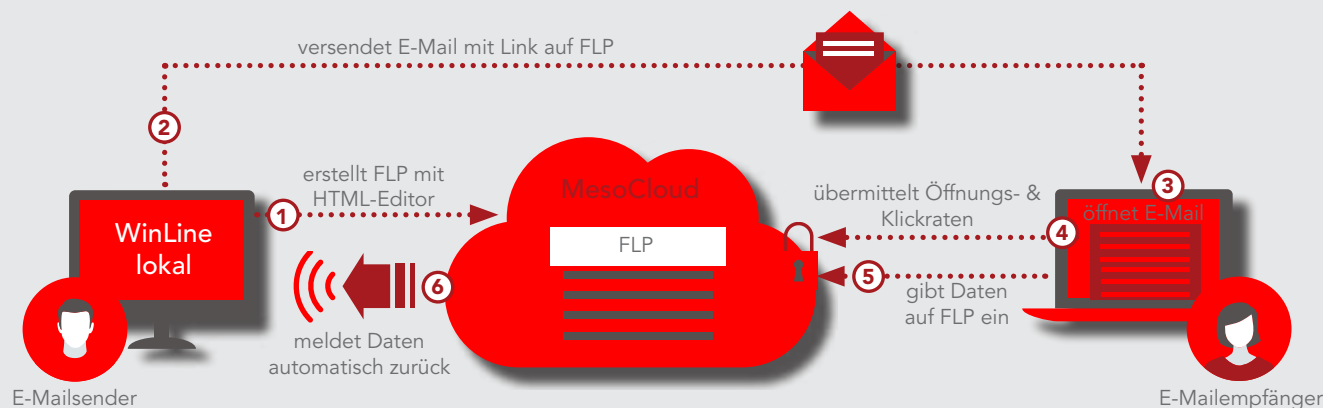 versendet E-Mail mit Link auf FLP
2
erstellt FLP mit
HTML-Editor
1
WinLine
lokal
MesoCloud
FLP
übermittelt Öffnungs- &
Klickraten
3
öffnet E-Mail
4
5
gibt Daten
auf FLP ein
6
meldet Daten
automatisch zurück
E-Mailsender
E-Mailempfänger